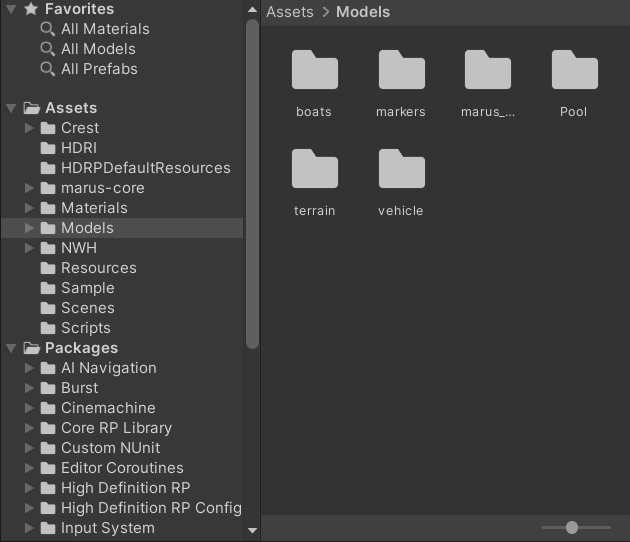 Favorites
All Materials
All Models
All Prefabs
Assets
Crest
HDRI
HDRPDefaultResources
marus-core
Materials
Models
NWH
Resources
Sample
Scenes
Scripts
Packages
AI Navigation
Burst
Cinemachine
Core RP Library
Custom NUnit
Editor Coroutines
High Definition RP
High Definition RP Config
Input System
Assets > Models
boats
markers
marus_...
Pool
terrain
vehicle